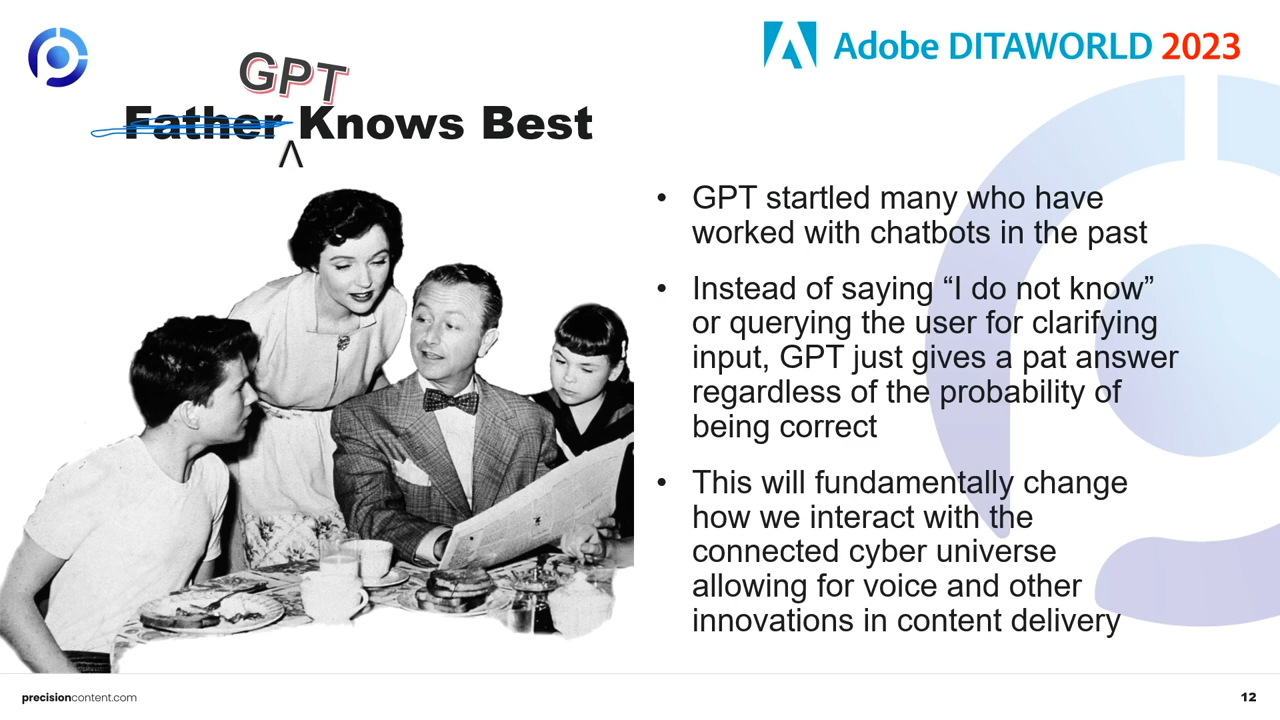 Adobe DITAWORLD 2023
GPT
Father Knows Best
^
• GPT startled many who have
worked with chatbots in the past
• Instead of saying “I do not know”
or querying the user for clarifying
input, GPT just gives a pat answer
regardless of the probability of
being correct
• This will fundamentally change
how we interact with the
connected cyber universe
allowing for voice and other
innovations in content delivery
precisioncontent.com
12